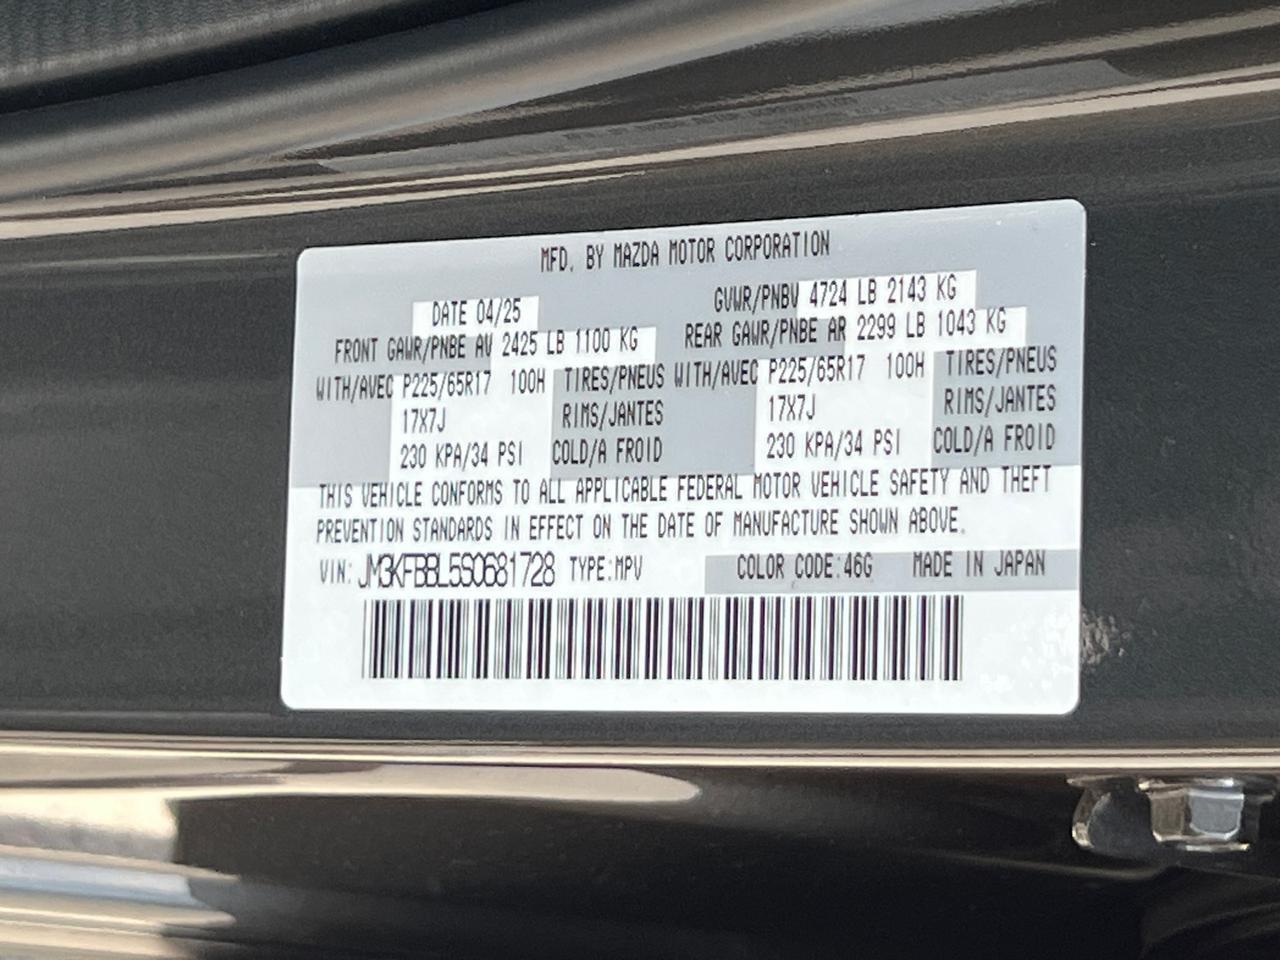 MFD. BY MAZDA MOTOR CORPORATION
DATE 04/25 GVWR/PNBV 4724 LB 2143 KG
FRONT GAWR/PNBE AV 2425 LB 1100 KG REAR GAWR/PNBE AR 2299 LB 1043 KG
WITH/AVEC P225/65R17 100H TIRES/PNEUS WITH/AVEC P225/65R17 100H TIRES/PNEUS
17X7J RIMS/JANTES 17X7J RIMS/JANTES
230 KPA/34 PSI COLD/A FROID 230 KPA/34 PSI COLD/A FROID
THIS VEHICLE CONFORMS TO ALL APPLICABLE FEDERAL MOTOR VEHICLE SAFETY AND THEFT
PREVENTION STANDARDS IN EFFECT ON THE DATE OF MANUFACTURE SHOWN ABOVE.
VIN: JM3KFBBL5S0681728 TYPE:MPV COLOR CODE:46G MADE IN JAPAN